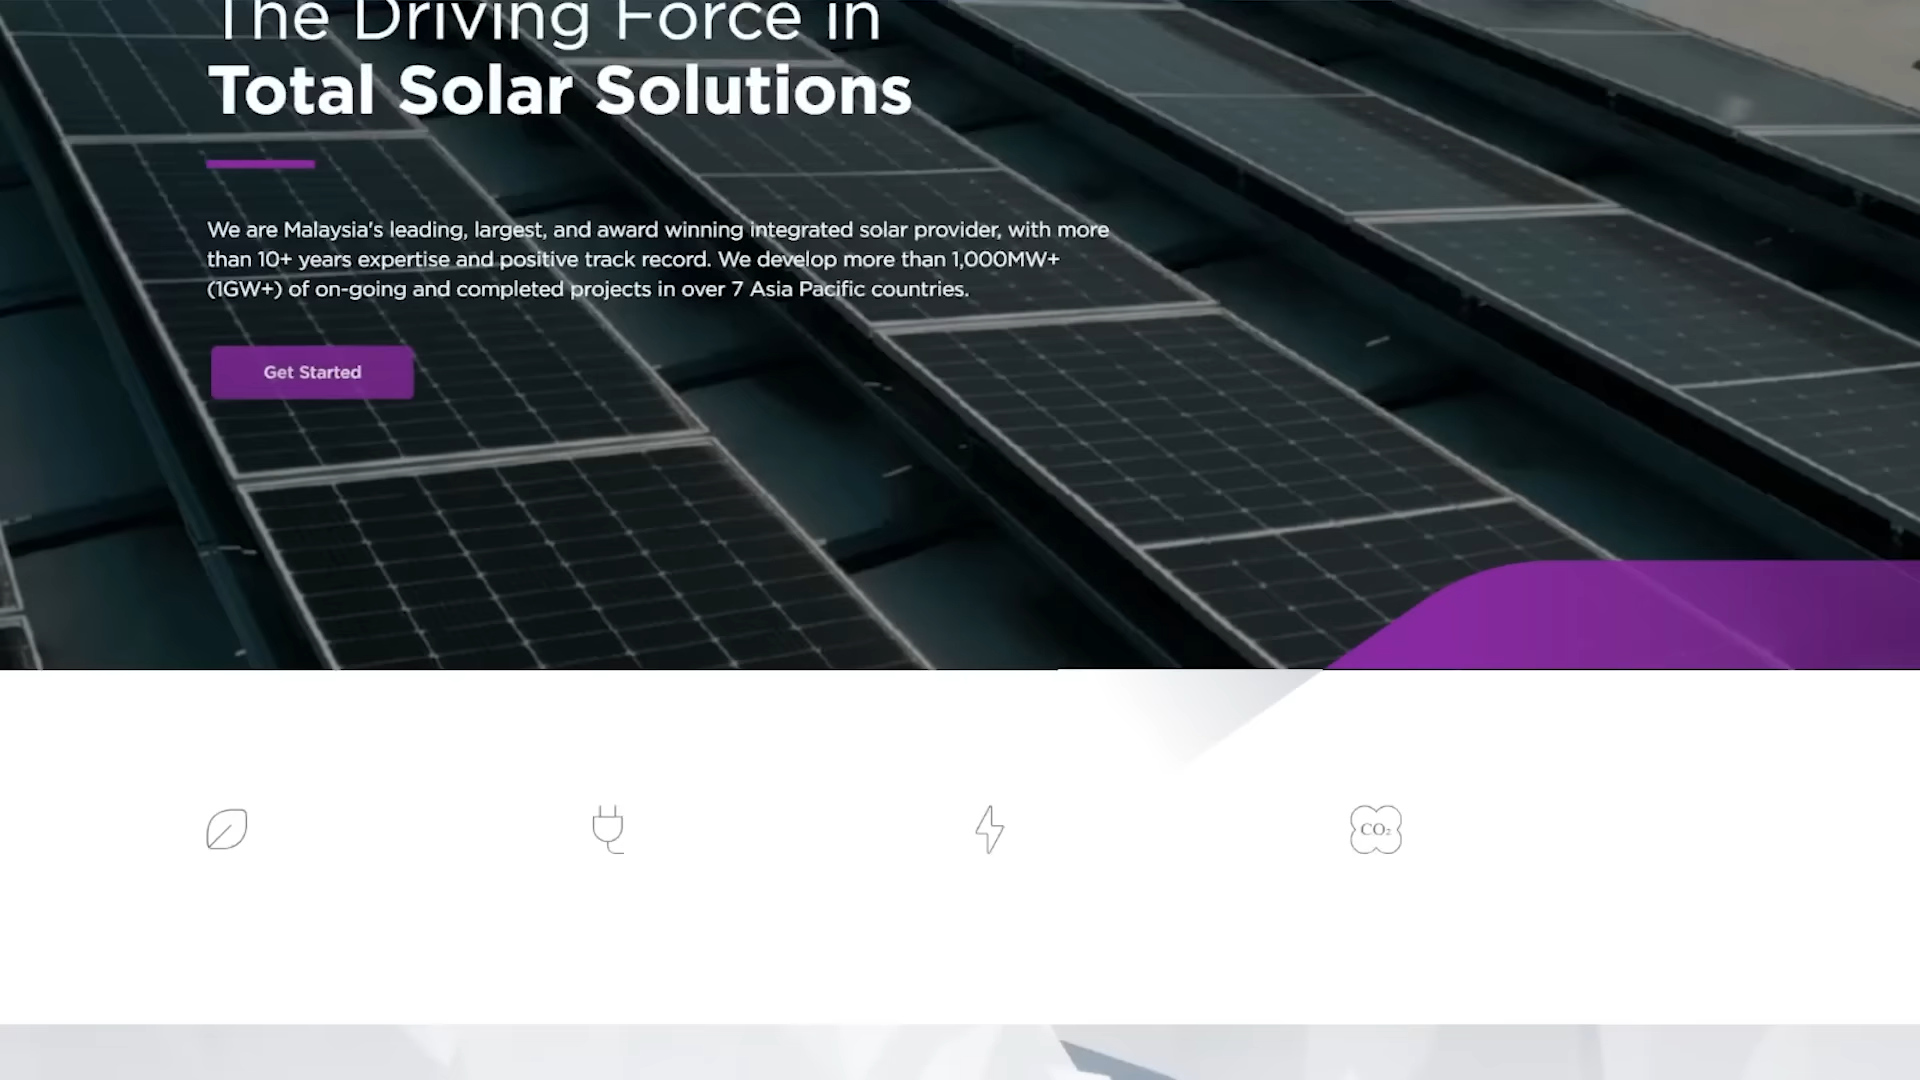 The Driving Force in
Total Solar Solutions
We are Malaysia's leading, largest, and award winning integrated solar provider, with more
than 10+ years expertise and positive track record. We develop more than 1,000MW+
(1GW+) of on-going and completed projects in over 7 Asia Pacific countries.
Get Started
CO₂